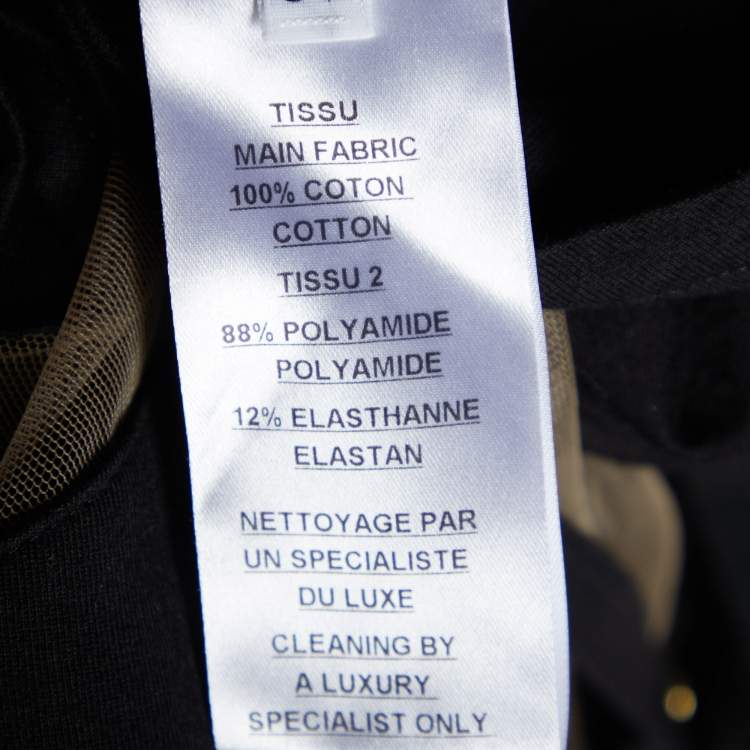 TISSU
MAIN FABRIC
100% COTON
COTTON
TISSU 2
88% POLYAMIDE
POLYAMIDE
12% ELASTHANNE
ELASTAN
NETTOYAGE PAR
UN SPECIALISTE
DU LUXE
CLEANING BY
A LUXURY
SPECIALIST ONLY